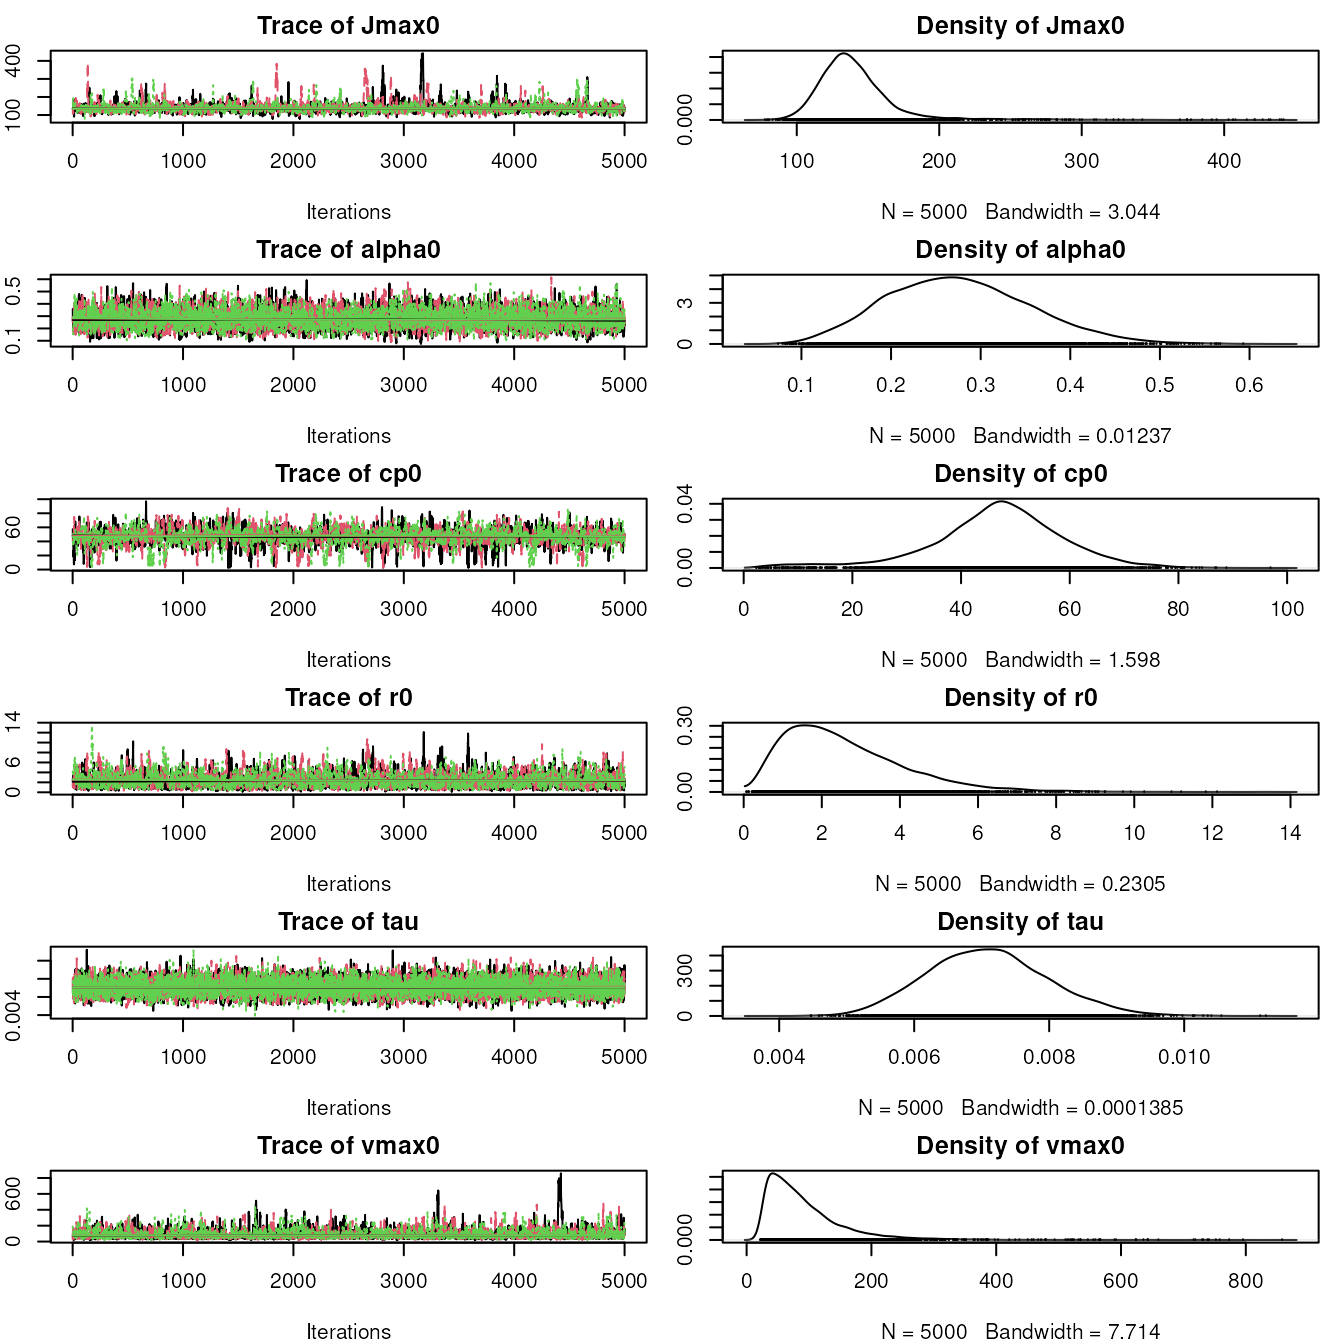 Trace of Jmax0
Density of Jmax0
100 400
0.000
0 1000 2000 3000 4000 5000
100 200 300 400
Iterations
N = 5000 Bandwidth = 3.044
Trace of alpha0
Density of alpha0
0.1 0.5
0 3
0 1000 2000 3000 4000 5000
0.1 0.2 0.3 0.4 0.5 0.6
Iterations
N = 5000 Bandwidth = 0.01237
Trace of cp0
Density of cp0
0 60
0.00 0.04
0 1000 2000 3000 4000 5000
0 20 40 60 80 100
Iterations
N = 5000 Bandwidth = 1.598
Trace of r0
Density of r0
0 6 14
0.00 0.30
0 1000 2000 3000 4000 5000
0 2 4 6 8 10 12 14
Iterations
N = 5000 Bandwidth = 0.2305
Trace of tau
Density of tau
0.004
0 300
0 1000 2000 3000 4000 5000
0.004 0.006 0.008 0.010
Iterations
N = 5000 Bandwidth = 0.0001385
Trace of vmax0
Density of vmax0
0 600
0.000
0 1000 2000 3000 4000 5000
0 200 400 600 800
Iterations
N = 5000 Bandwidth = 7.714